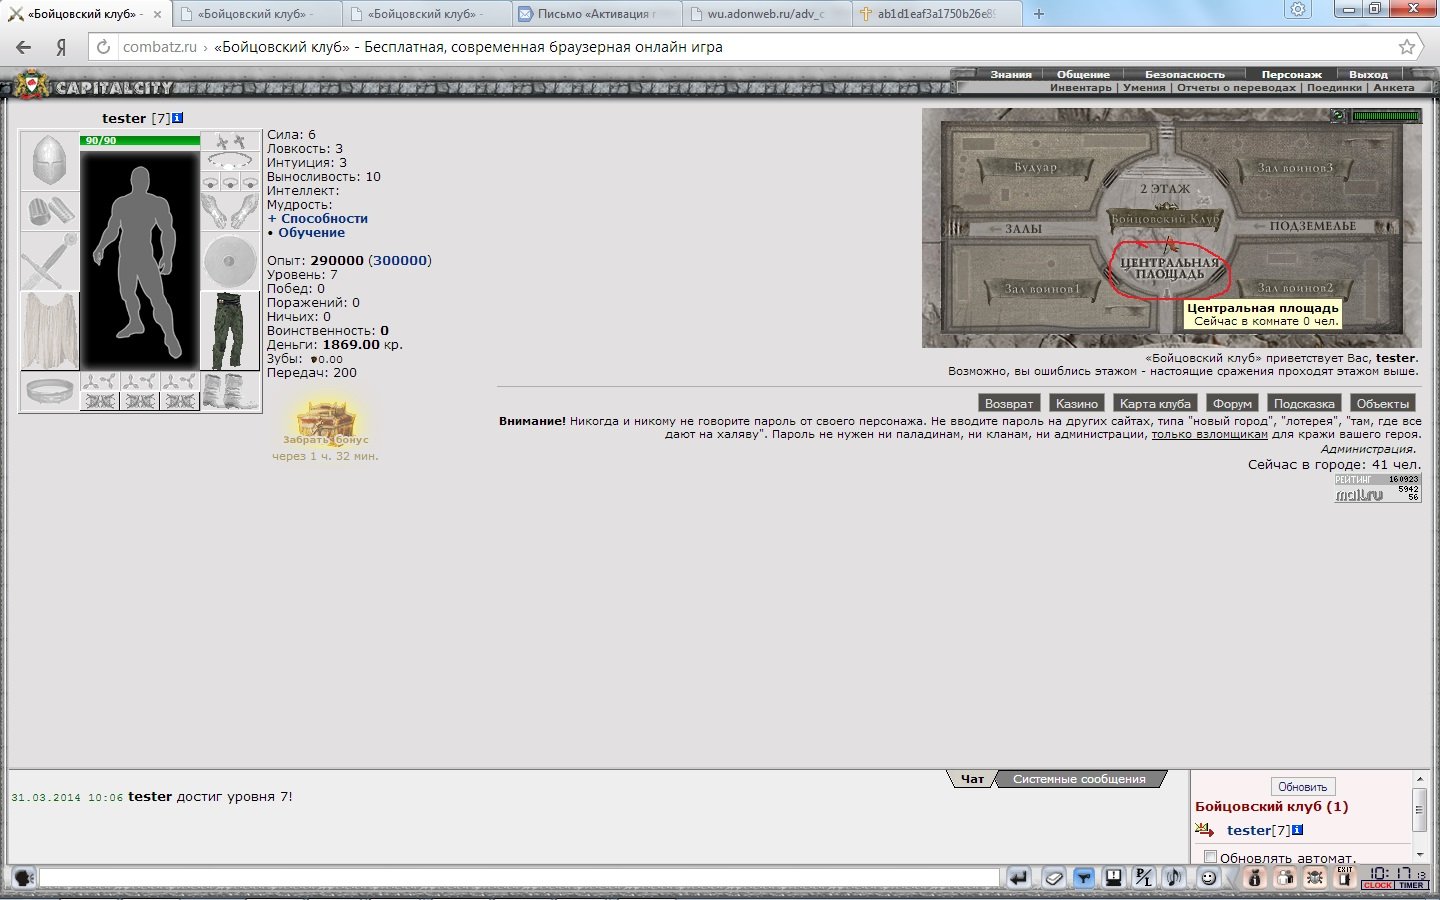 «Бойцовский клуб» -
«Бойцовский клуб» -
«Бойцовский клуб» -
Письмо «Активация
wu.adonweb.ru/adv_c
ab1d1eaf3a1750b26e89
Я
combatz.ru › «Бойцовский клуб» - Бесплатная, современная браузерная онлайн игра
CAPITALCITY
Знания Общение Безопасность Персонаж Выход
Инвентарь | Умения | Отчеты о переводах | Поединки | Анкета
tester [7]
90/90
Сила: 6
Ловкость: 3
Интуиция: 3
Выносливость: 10
Интеллект:
Мудрость:
+ Способности
• Обучение
Опыт: 290000 (300000)
Уровень: 7
Побед: 0
Поражений: 0
Ничьих: 0
Воинственность: 0
Деньги: 1869.00 кр.
Зубы: 0.00
Передач: 200
Забрать бонус
через 1 ч. 32 мин.
Будуар
Зал воинов3
2 ЭТАЖ
Бойцовский Клуб
ЗАЛЫ
ПОДЗЕМЕЛЬЕ
ЦЕНТРАЛЬНАЯ
ПЛОЩАДЬ
Зал воинов1
Зал воинов2
Центральная площадь
Сейчас в комнате 0 чел.
«Бойцовский клуб» приветствует Вас, tester.
Возможно, вы ошиблись этажом - настоящие сражения проходят этажом выше.
Возврат Казино Карта клуба Форум Подсказка Объекты
Внимание! Никогда и никому не говорите пароль от своего персонажа. Не вводите пароль на других сайтах, типа "новый город", "лотерея", "там, где все
дают на халяву". Пароль не нужен ни паладинам, ни кланам, ни администрации, только взломщикам для кражи вашего героя.
Администрация.
Сейчас в городе: 41 чел.
РЕЙТИНГ 160923
mail.ru 5942
56
Чат Системные сообщения
31.03.2014 10:06 tester достиг уровня 7!
Обновить
Бойцовский клуб (1)
tester[7]
Обновлять автомат.
P/L
EXIT
10:17 13
CLOCK TIMER